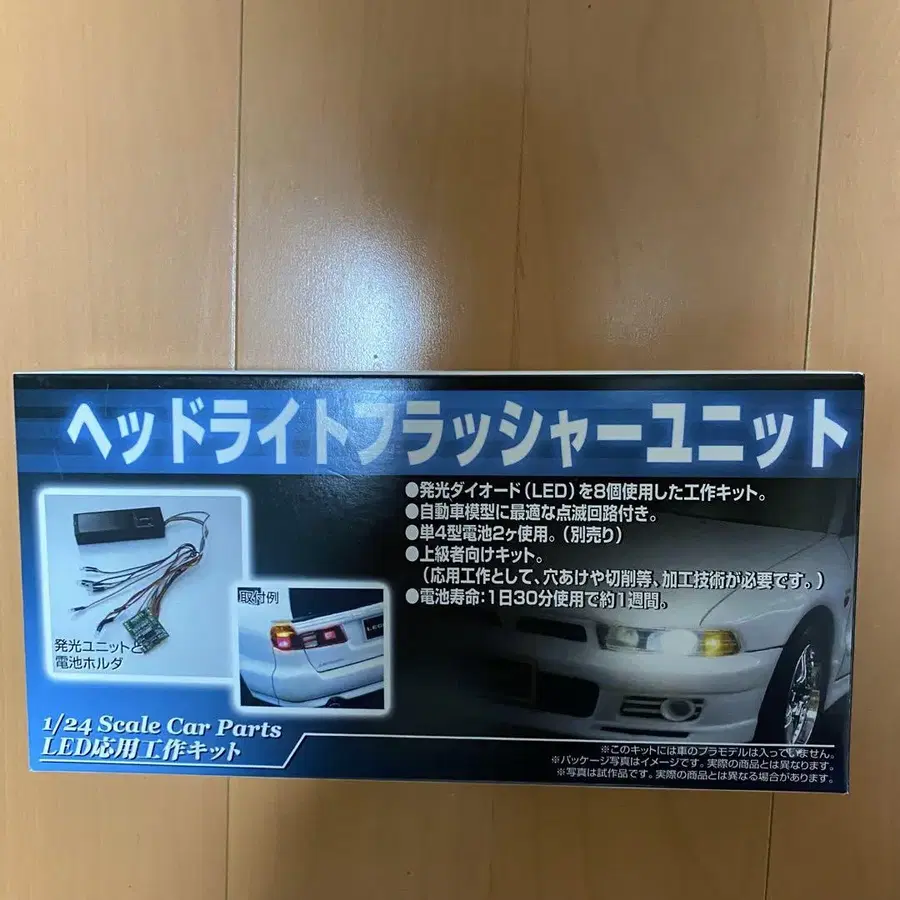 ヘッドライトフラッシャーユニット
●発光ダイオード(LED)を8個使用した工作キット。
●自動車模型に最適な点滅回路付き。
●単4型電池2ヶ使用。(別売り)
●上級者向けキット。
(応用工作として、穴あけや切削等、加工技術が必要です。)
●電池寿命:1日30分使用で約1週間。
発光ユニットと
電池ホルダ
取付例
1/24 Scale Car Parts
LED応用工作キット
※このキットには車のプラモデルは入っていません。
※パッケージ写真はイメージです。実際の商品とは異なります。
※写真は試作品です。実際の商品とは異なる場合があります。